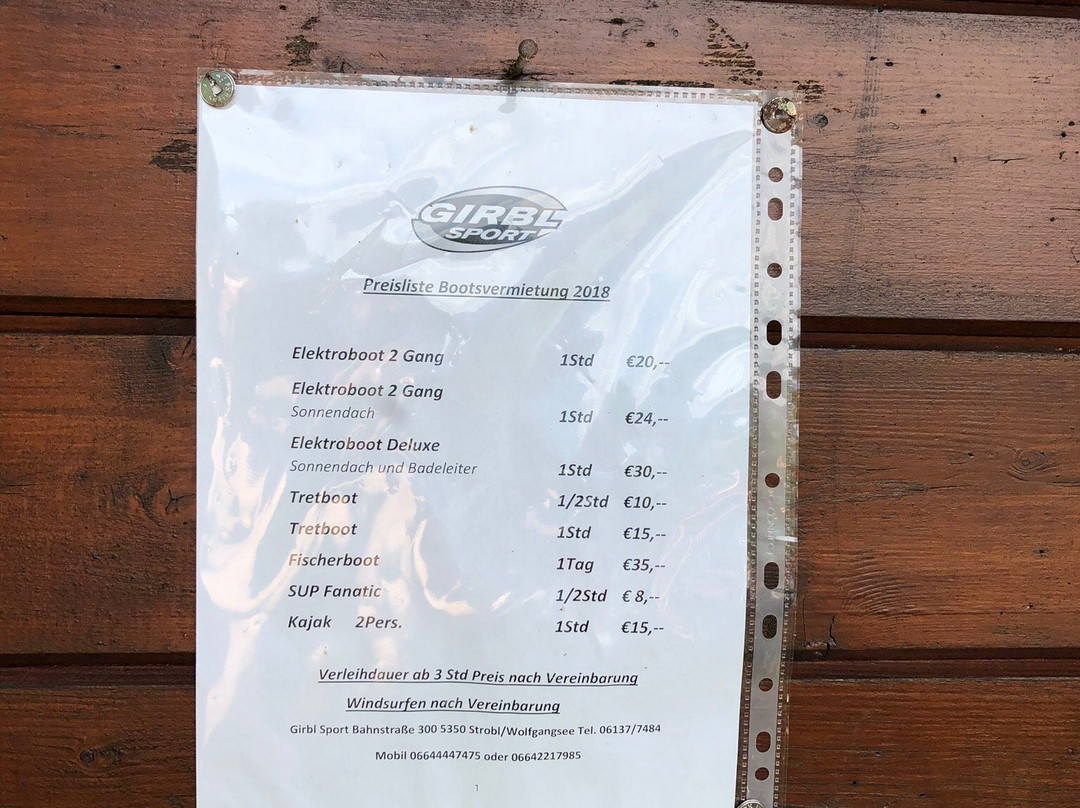 GIRBL
SPORT
Preisliste Bootsvermietung 2018
Elektroboot 2 Gang 1Std €20,--
Elektroboot 2 Gang
Sonnendach 1Std €24,--
Elektroboot Deluxe
Sonnendach und Badeleiter 1Std €30,--
Tretboot 1/2Std €10,--
Tretboot 1Std €15,--
Fischerboot 1Tag €35,--
SUP Fanatic 1/2Std € 8,--
Kajak 2Pers. 1Std €15,--
Verleihdauer ab 3 Std Preis nach Vereinbarung
Windsurfen nach Vereinbarung
Girbl Sport Bahnstraße 300 5350 Strobl/Wolfgangsee Tel. 06137/7484
Mobil 06644447475 oder 06642217985
1